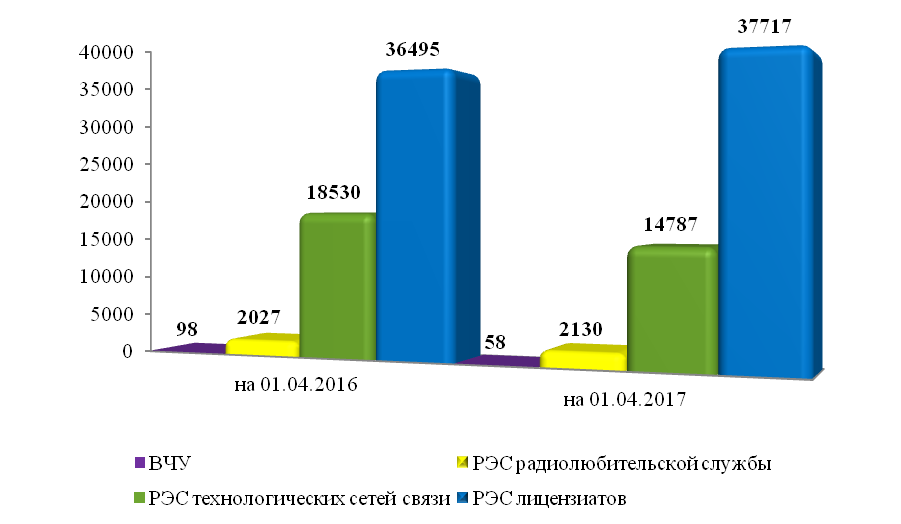 40000
35000
30000
25000
20000
15000
10000
5000
0
98
2027
18530
36495
58
2130
14787
37717
на 01.04.2016
на 01.04.2017
ВЧУ
РЭС радиолюбительской службы
РЭС технологических сетей связи
РЭС лицензиатов